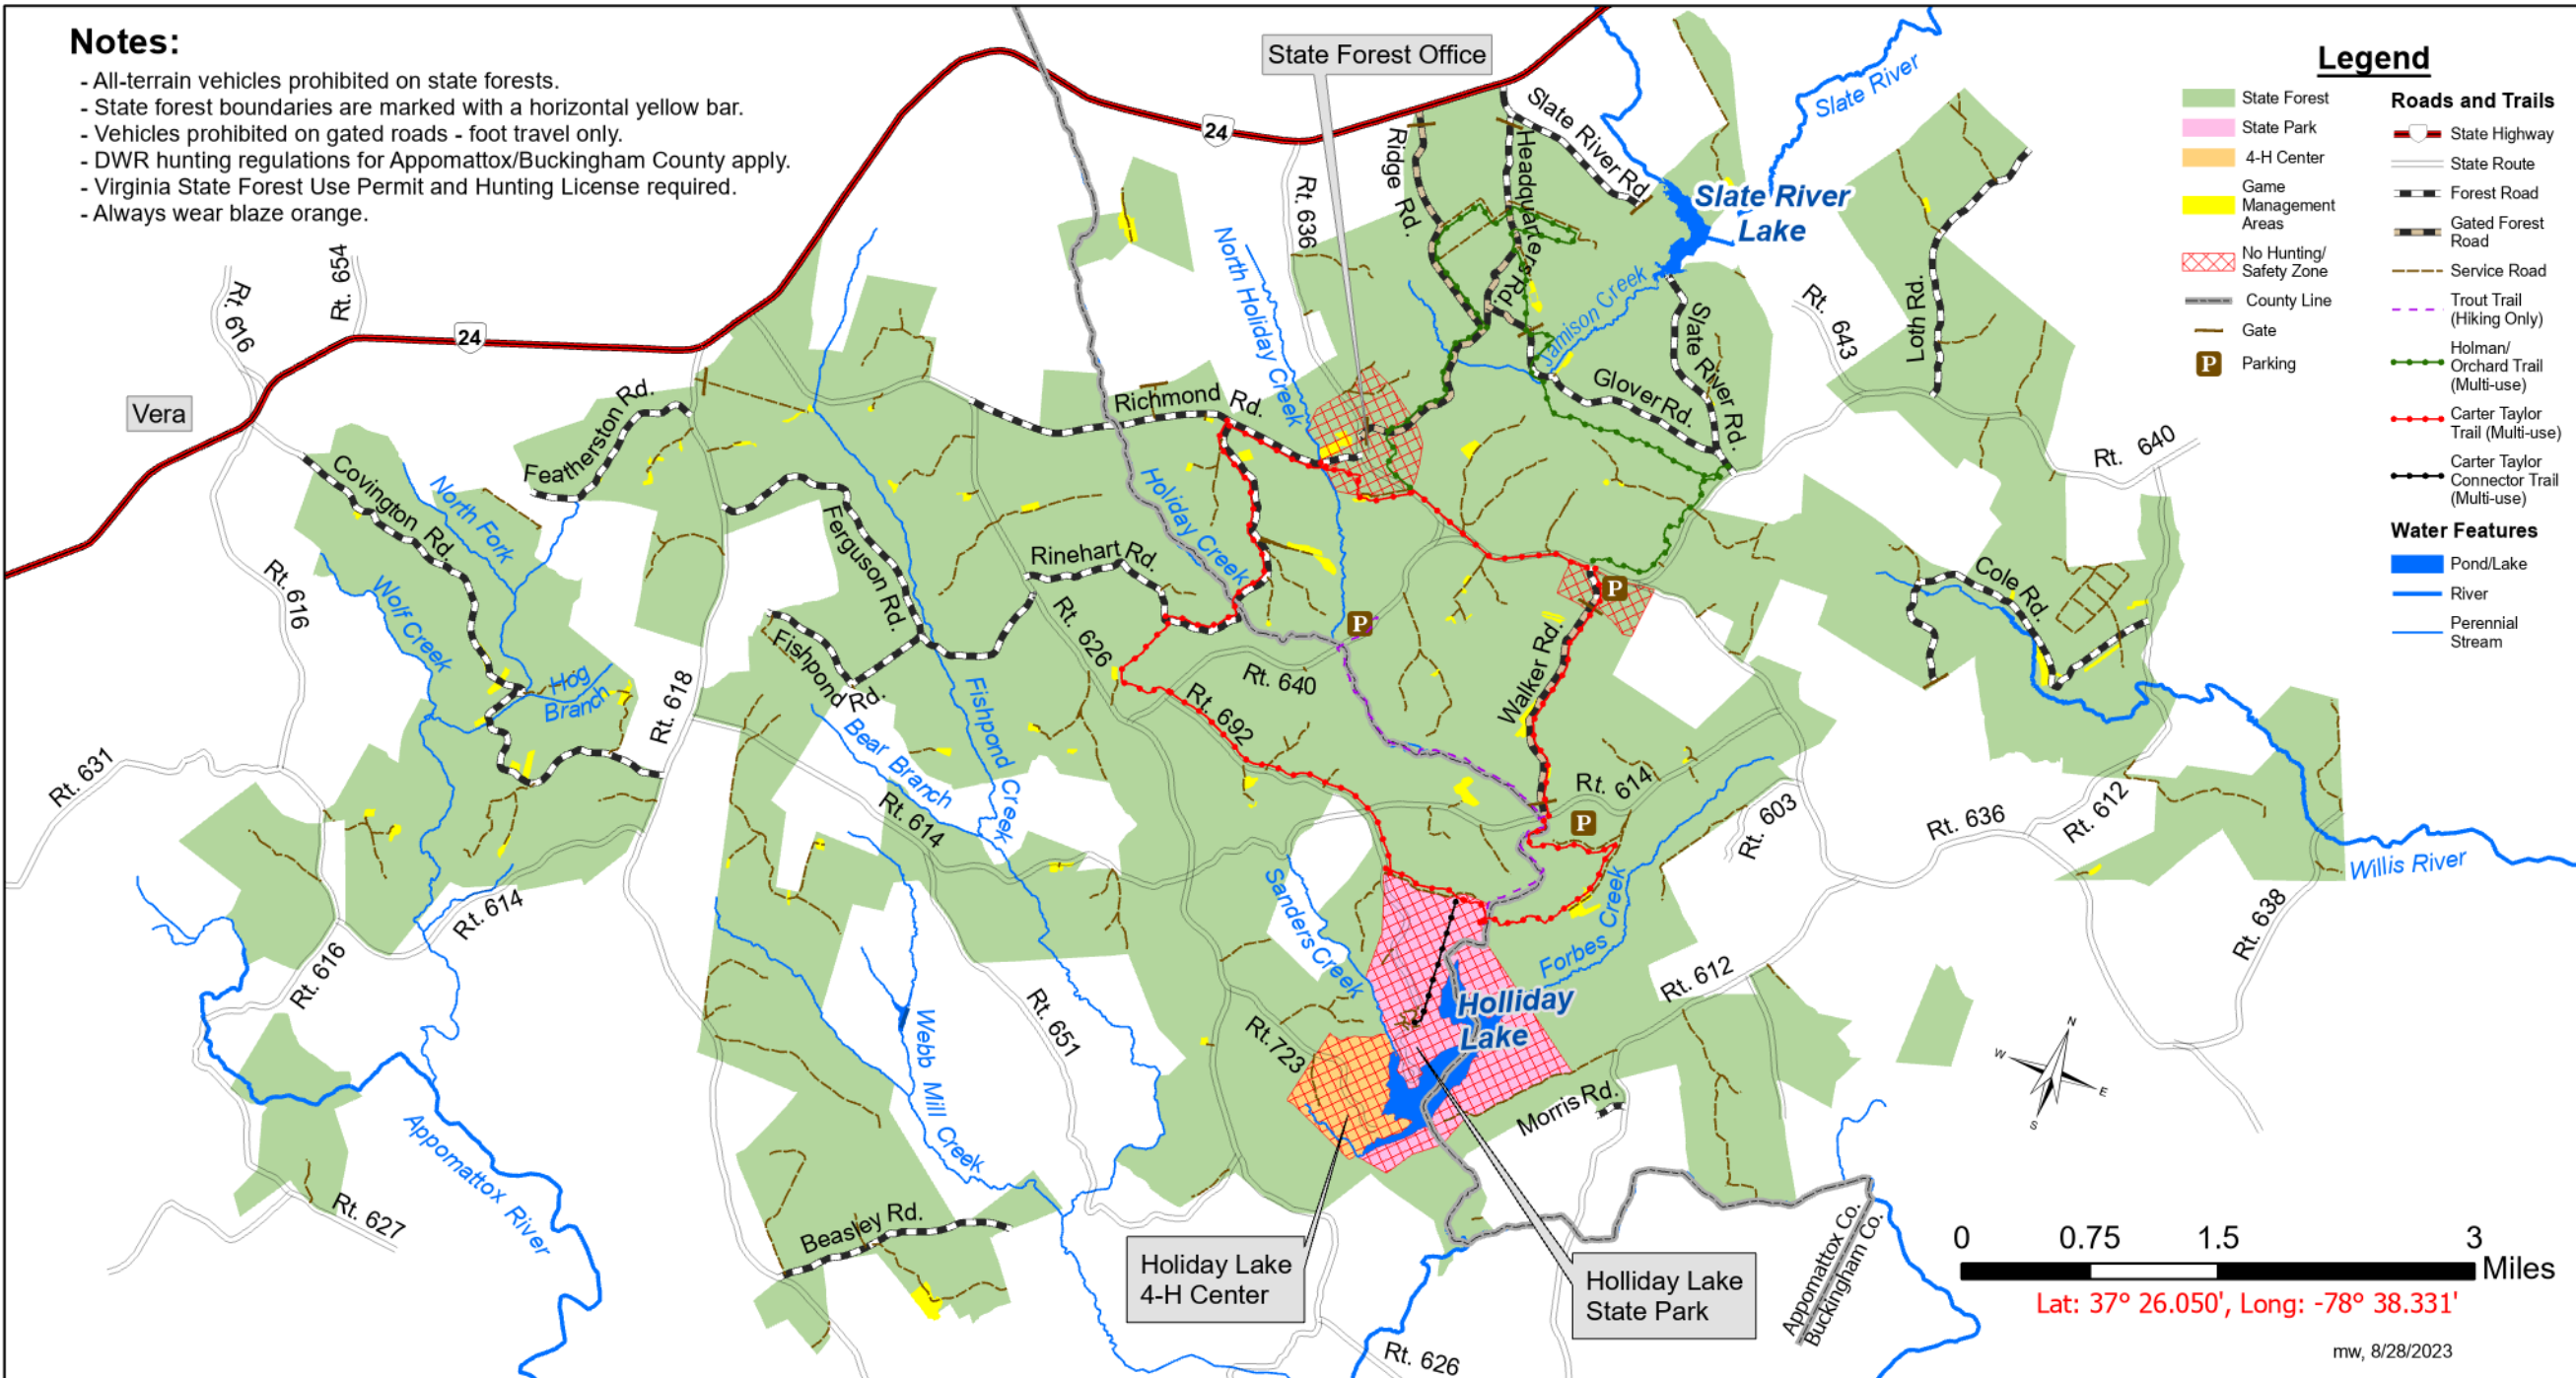 Notes:
- All-terrain vehicles prohibited on state forests.
- State forest boundaries are marked with a horizontal yellow bar.
- Vehicles prohibited on gated roads - foot travel only.
- DWR hunting regulations for Appomattox/Buckingham County apply.
- Virginia State Forest Use Permit and Hunting License required.
- Always wear blaze orange.
State Forest Office
Legend
State Forest
State Park
4-H Center
Game
Management
Areas
No Hunting/
Safety Zone
County Line
Gate
P
Parking
Roads and Trails
State Highway
State Route
Forest Road
Gated Forest
Road
Service Road
Trout Trail
(Hiking Only)
Holman/
Orchard Trail
(Multi-use)
Carter Taylor
Trail (Multi-use)
Carter Taylor
Connector Trail
(Multi-use)
Water Features
Pond/Lake
River
Perennial
Stream
24
24
Slate River
Slate River Rd.
Ridge Rd.
Headquarters Rd.
Rt. 636
Slate River
Lake
North Holiday Creek
Jamison Creek
Rt. 654
Rt. 616
Vera
Featherston Rd.
Richmond Rd.
Glover Rd.
Slate River Rd.
Rt. 643
Loth Rd.
Rt. 640
Covington Rd.
North Fork
Ferguson Rd.
Holiday Creek
Rinehart Rd.
Rt. 616
Wolf Creek
Rt. 626
P
P
Cole Rd.
Fishpond Rd.
Rt. 640
Walker Rd.
Hog
Branch
Rt. 618
Fishpond Creek
Rt. 692
Bear Branch
Rt. 631
Rt. 614
Rt. 614
P
Rt. 603
Rt. 636
Rt. 612
Willis River
Sanders Creek
Forbes Creek
Rt. 614
Rt. 616
Rt. 638
Rt. 612
Holliday
Lake
Rt. 651
Rt. 723
Webb Mill Creek
Morris Rd.
N
W
E
S
Appomattox River
Rt. 627
Beasley Rd.
Holiday Lake
4-H Center
Holliday Lake
State Park
Appomattox Co.
Buckingham Co.
Rt. 626
0 0.75 1.5 3
Miles
Lat: 37° 26.050', Long: -78° 38.331'
mw, 8/28/2023